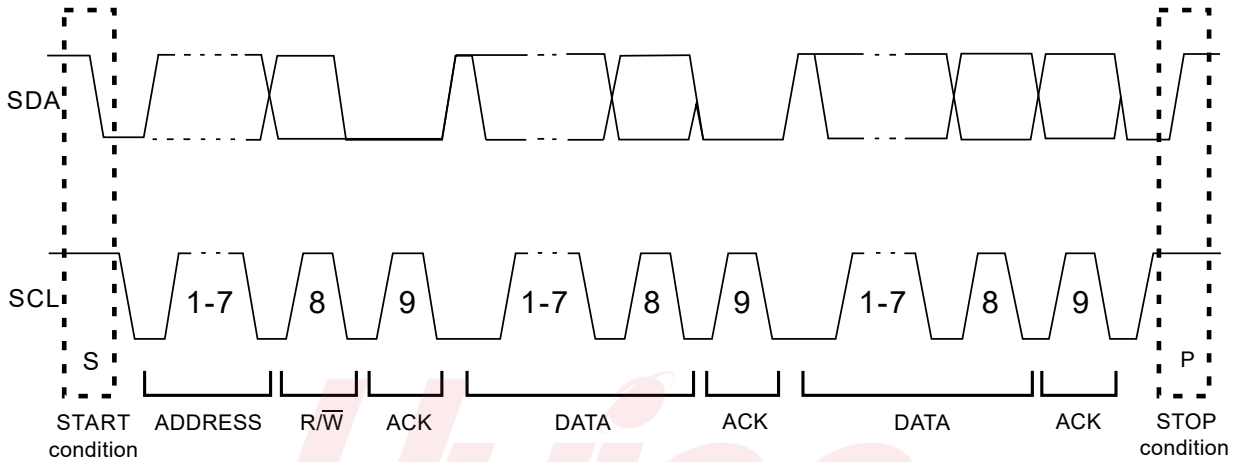 SDA
SCL
1-7 8 9 1-7 8 9 1-7 8 9
S P
START condition
ADDRESS
R/W̅
ACK
DATA
ACK
DATA
ACK
STOP condition